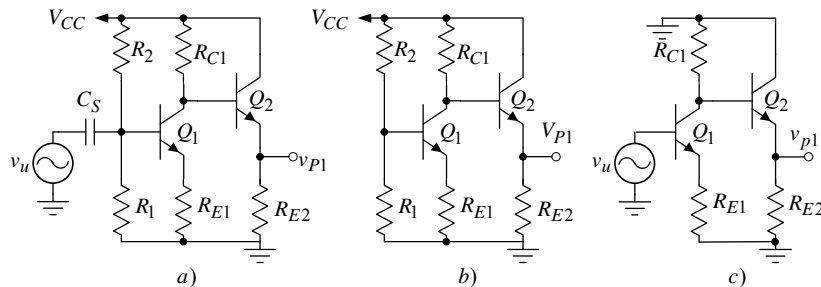 V_CC
R_2
R_C1
C_S
Q_2
Q_1
v_u
v_P1
R_1
R_E1
R_E2
a)
V_CC
R_2
R_C1
Q_2
Q_1
V_P1
R_1
R_E1
R_E2
b)
R_C1
Q_2
Q_1
v_u
v_p1
R_E1
R_E2
c)